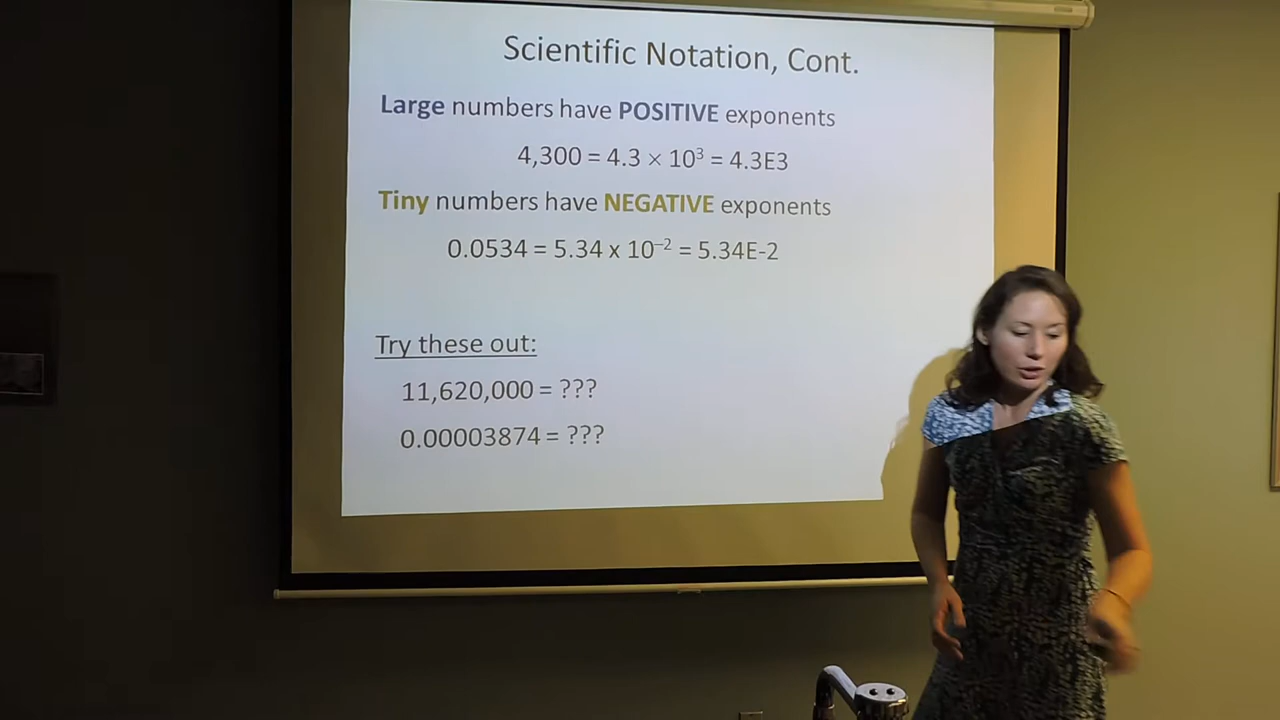 Scientific Notation, Cont.
Large numbers have POSITIVE exponents
4,300 = 4.3 × 10³ = 4.3E3
Tiny numbers have NEGATIVE exponents
0.0534 = 5.34 x 10⁻² = 5.34E-2
Try these out:
11,620,000 = ???
0.00003874 = ???